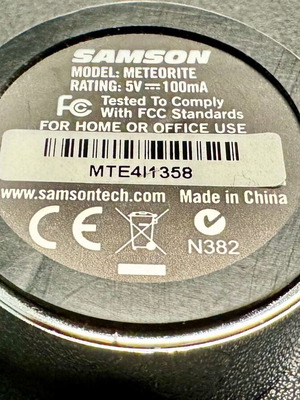 SAMSON
MODEL: METEORITE
RATING: 5V⎓100mA
FC Tested To Comply
With FCC Standards
FOR HOME OR OFFICE USE
MTE4I1358
www.samsontech.com Made in China
CE N382